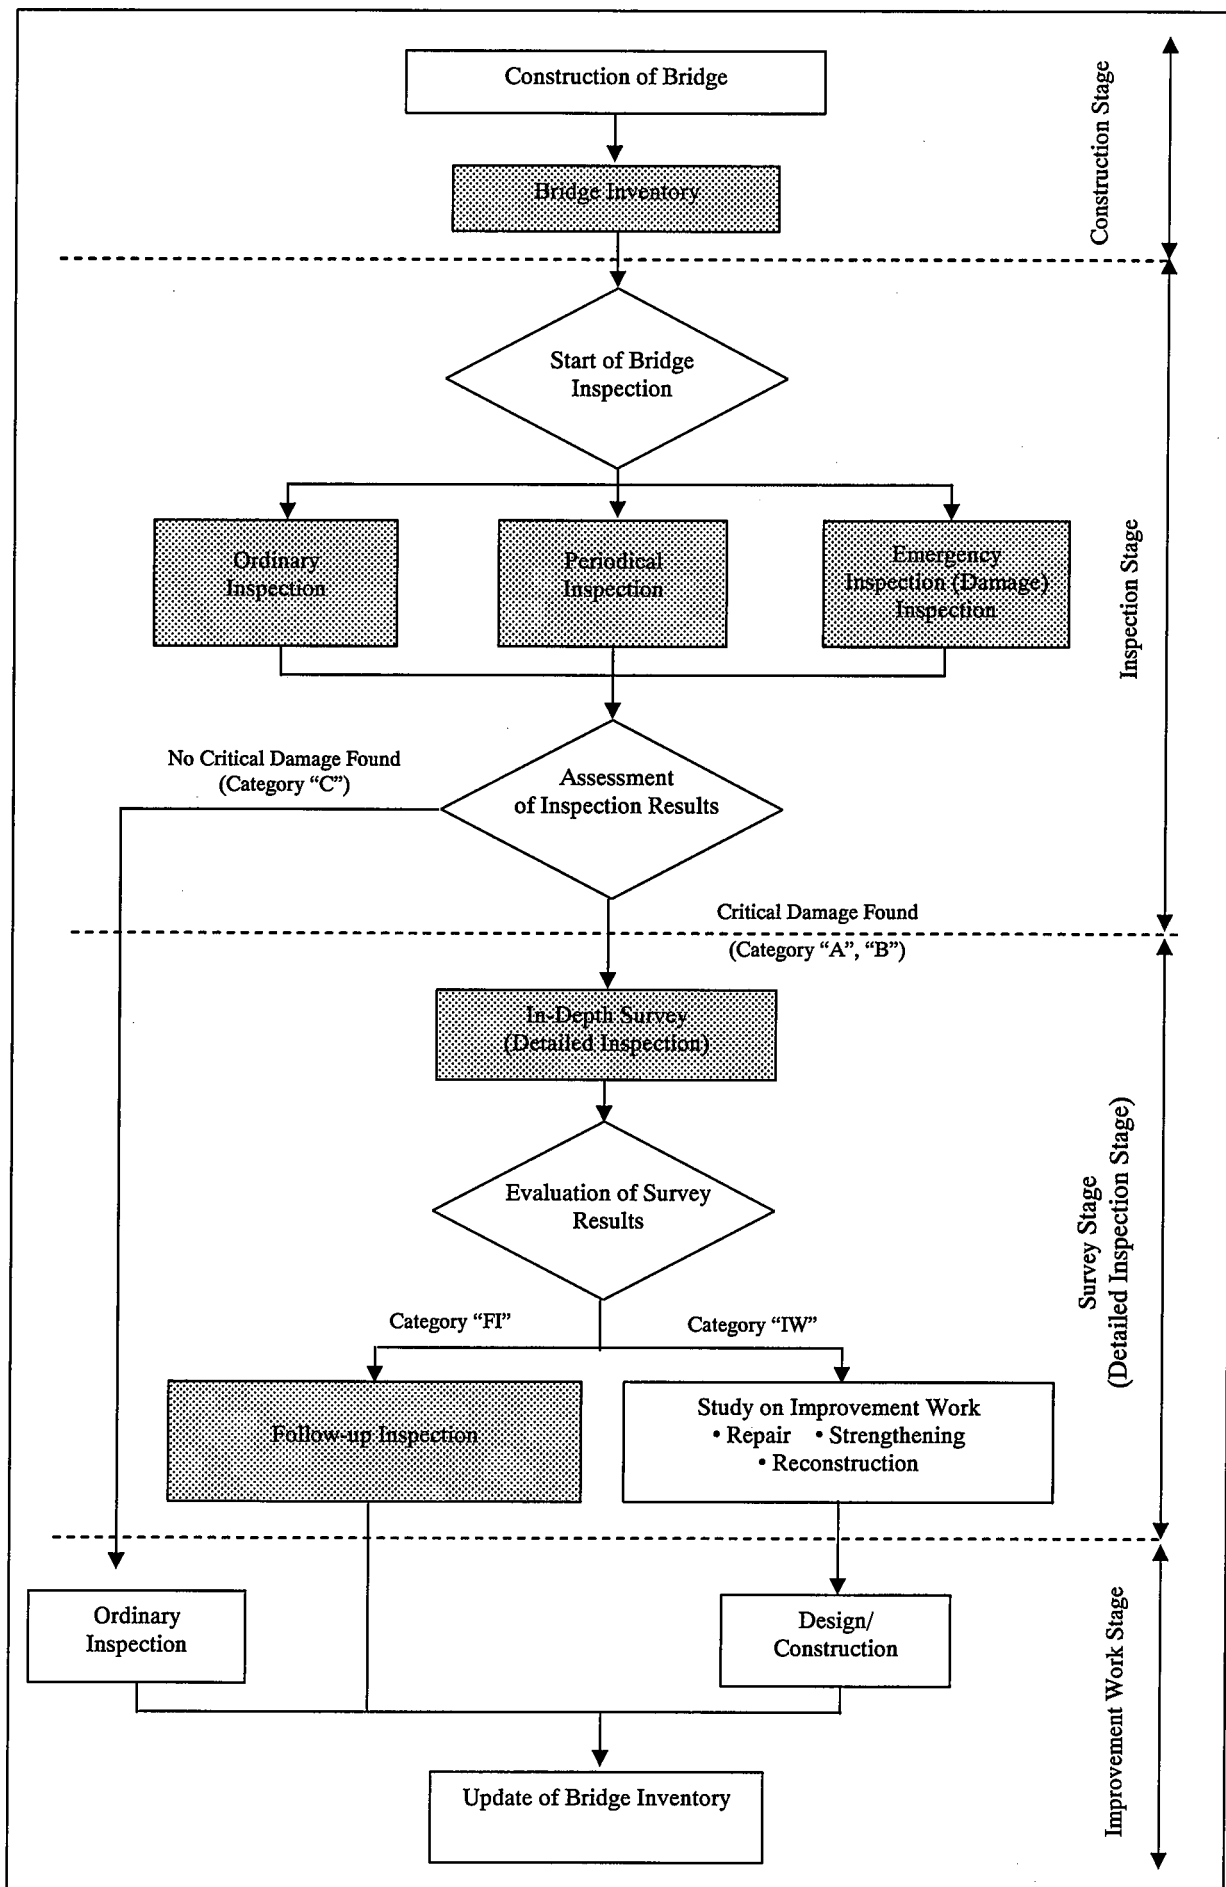 Construction of Bridge
Construction Stage
Bridge Inventory
Start of Bridge
Inspection
Inspection Stage
Ordinary
Inspection
Periodical
Inspection
Emergency
Inspection (Damage)
Inspection
No Critical Damage Found
(Category “C”)
Assessment
of Inspection Results
Critical Damage Found
(Category “A”, “B”)
In-Depth Survey
(Detailed Inspection)
Survey Stage
(Detailed Inspection Stage)
Evaluation of Survey
Results
Category “FI”
Category “IW”
Follow-up Inspection
Study on Improvement Work
• Repair • Strengthening
• Reconstruction
Ordinary
Inspection
Design/
Construction
Improvement Work Stage
Update of Bridge Inventory